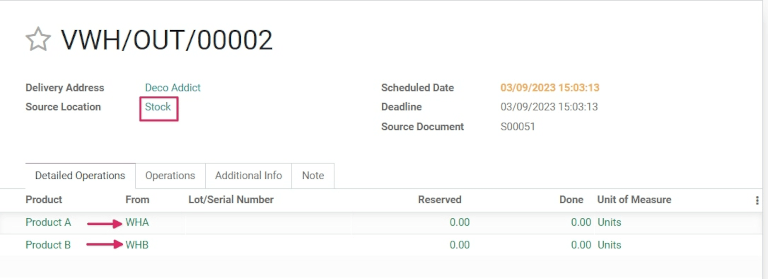 VWH/OUT/00002
Delivery Address Deco Addict Scheduled Date 03/09/2023 15:03:13
Source Location Stock Deadline 03/09/2023 15:03:13
Source Document S00051
Detailed Operations Operations Additional Info Note
Product From Lot/Serial Number Reserved Done Unit of Measure
Product A WHA 0.00 0.00 Units
Product B WHB 0.00 0.00 Units